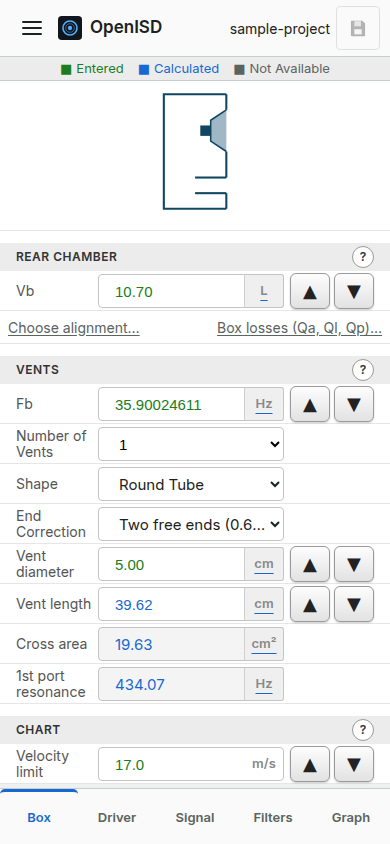 OpenISD
sample-project
Entered Calculated Not Available
REAR CHAMBER ?
Vb 10.70 L ▲ ▼
Choose alignment... Box losses (Qa, Ql, Qp)...
VENTS ?
Fb 35.90024611 Hz ▲ ▼
Number of Vents 1
Shape Round Tube
End Correction Two free ends (0.6...
Vent diameter 5.00 cm ▲ ▼
Vent length 39.62 cm ▲ ▼
Cross area 19.63 cm²
1st port resonance 434.07 Hz
CHART ?
Velocity limit 17.0 m/s ▲ ▼
Box Driver Signal Filters Graph